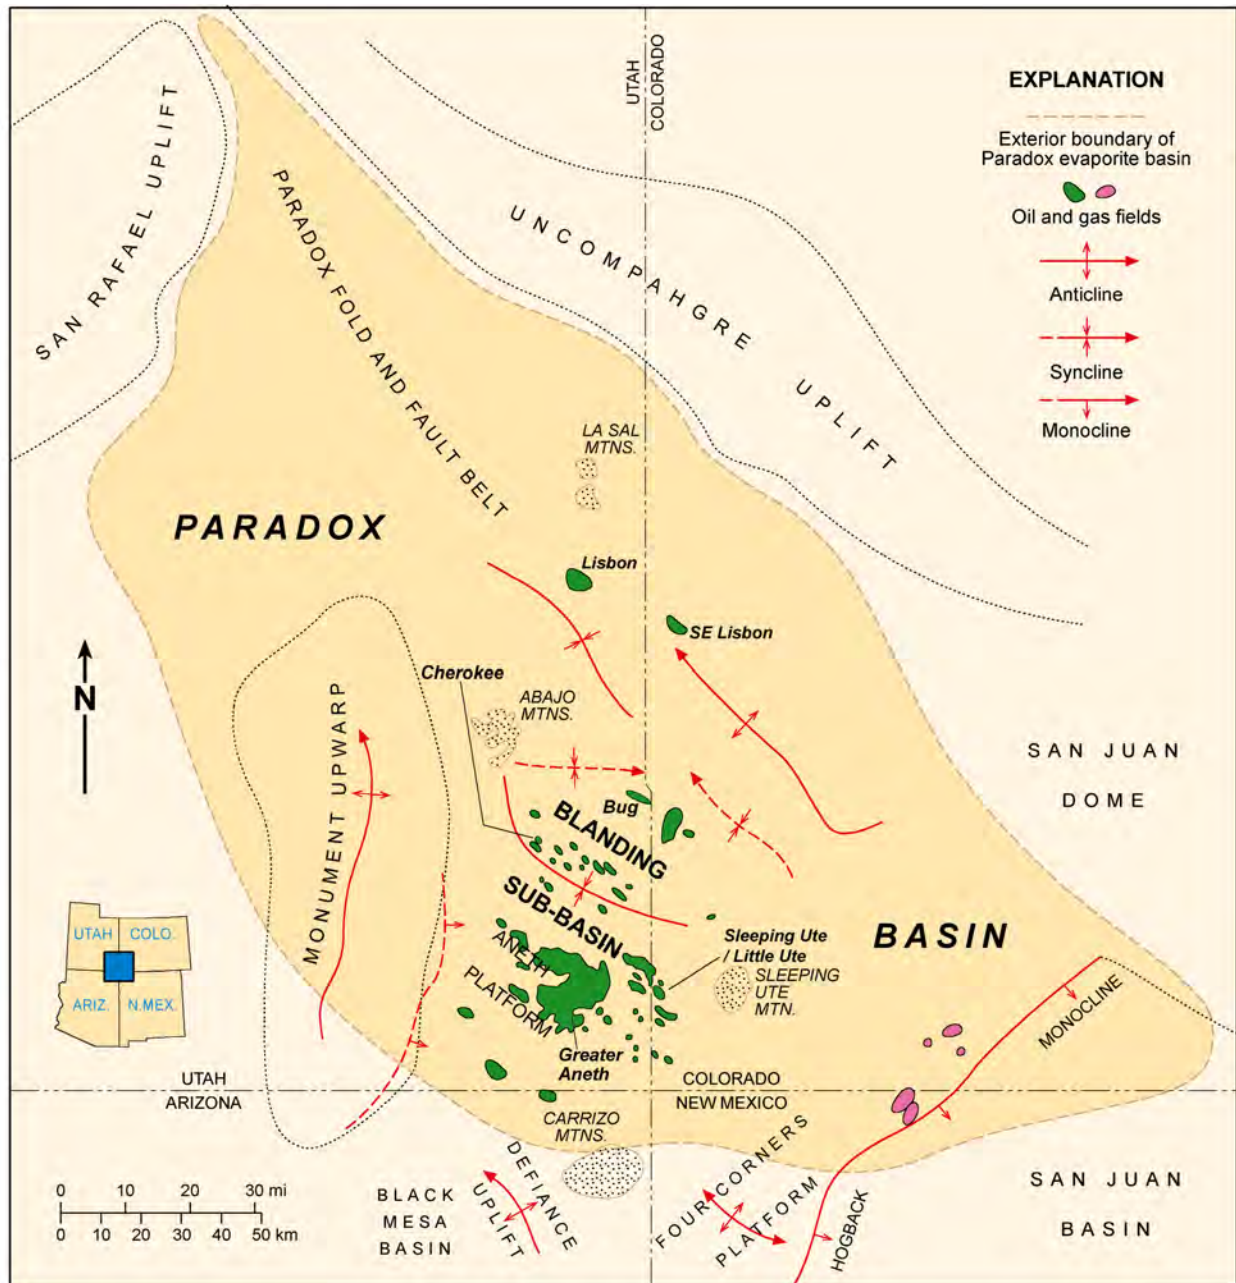 UTAH
COLORADO
EXPLANATION
Exterior boundary of
Paradox evaporite basin
Oil and gas fields
Anticline
Syncline
Monocline
SAN RAFAEL UPLIFT
PARADOX FOLD AND FAULT BELT
UNCOMPAHGRE UPLIFT
LA SAL
MTNS.
PARADOX
Lisbon
SE Lisbon
Cherokee
ABAJO
MTNS.
N
MONUMENT UPWARP
SAN JUAN
DOME
Bug
BLANDING
SUB-BASIN
BASIN
ANETH
PLATFORM
Sleeping Ute
/ Little Ute
SLEEPING
UTE
MTN.
MONOCLINE
UTAH
COLO.
ARIZ.
N.MEX.
Greater
Aneth
UTAH
ARIZONA
COLORADO
NEW MEXICO
CARRIZO
MTNS.
DEFIANCE
UPLIFT
FOUR CORNERS
PLATFORM
HOGBACK
BLACK
MESA
BASIN
SAN JUAN
BASIN
0 10 20 30 mi
0 10 20 30 40 50 km